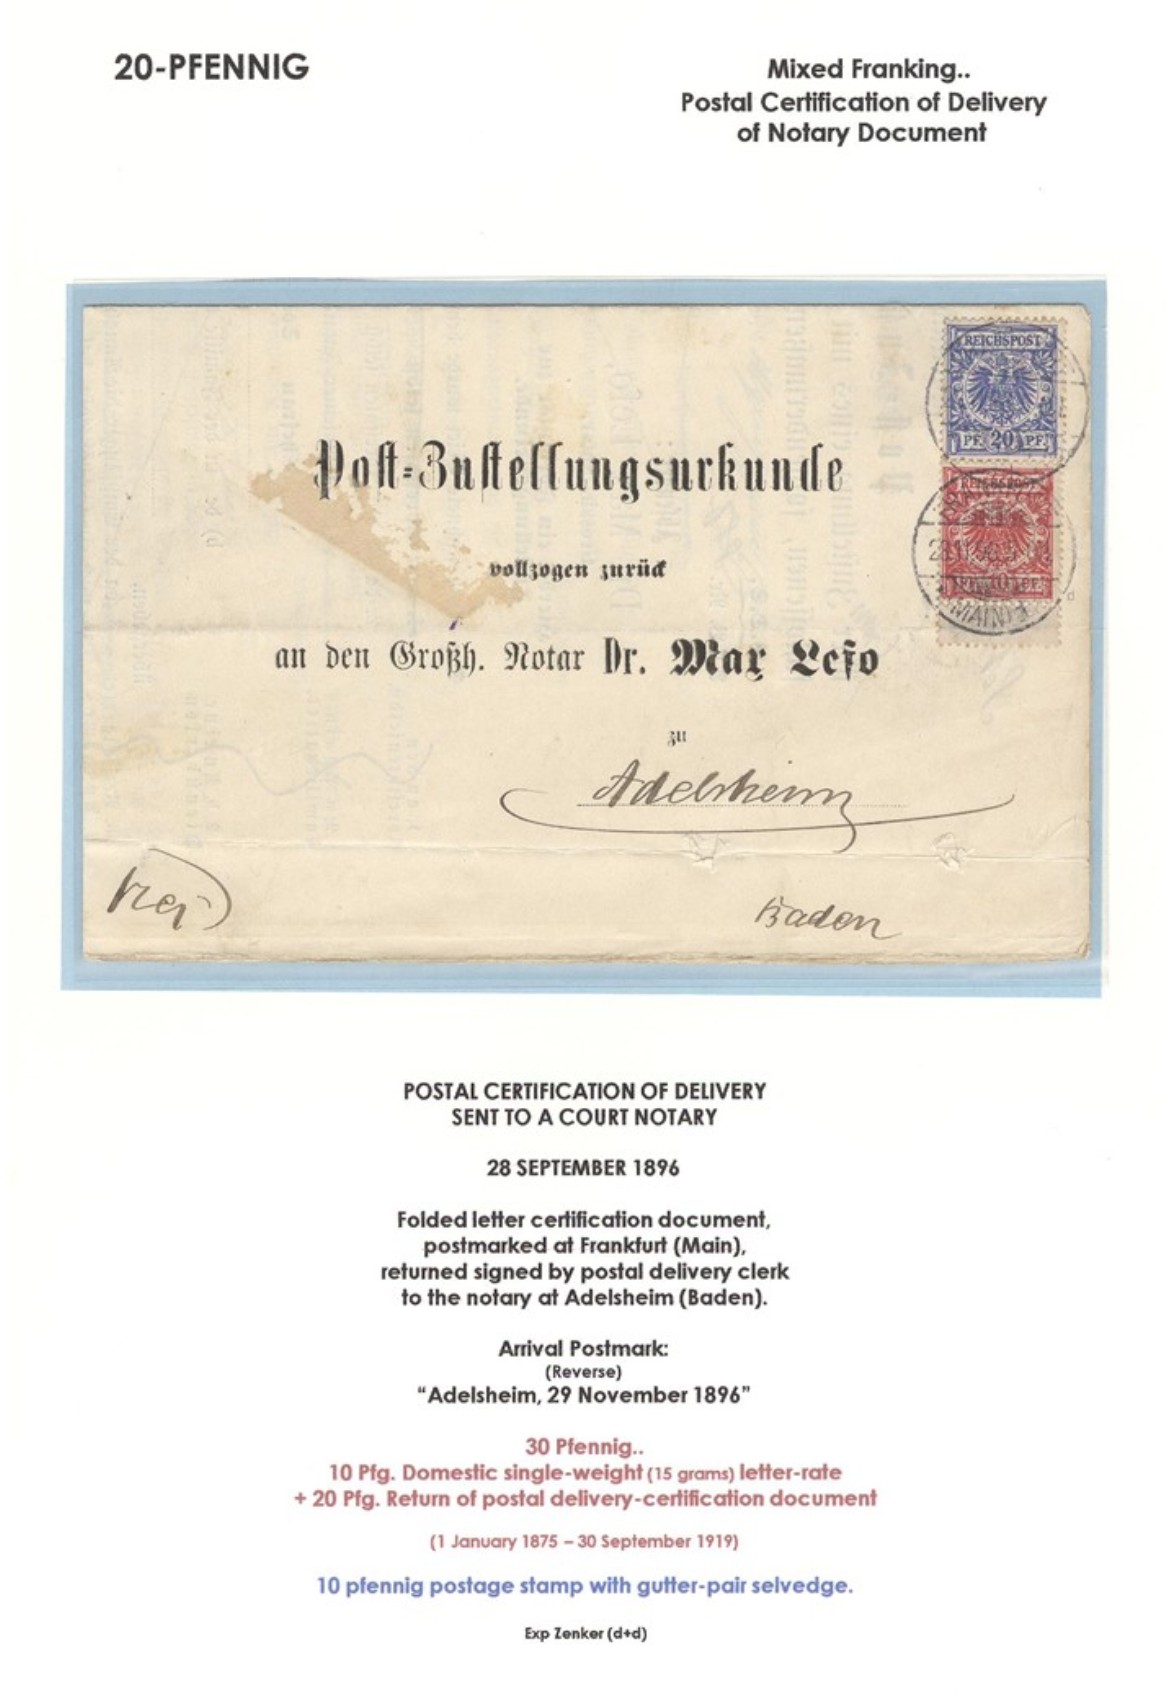 20-PFENNIG
Mixed Franking..
Postal Certification of Delivery
of Notary Document
REICHSPOST
PF. 20 PF.
REICHSPOST
MAIN
Post-Zustellungsurkunde
vollzogen zurück
an den Großh. Notar Dr. Max Lefo
zu
Adelsheim
frei
Baden
POSTAL CERTIFICATION OF DELIVERY
SENT TO A COURT NOTARY
28 SEPTEMBER 1896
Folded letter certification document,
postmarked at Frankfurt (Main),
returned signed by postal delivery clerk
to the notary at Adelsheim (Baden).
Arrival Postmark:
(Reverse)
“Adelsheim, 29 November 1896”
30 Pfennig..
10 Pfg. Domestic single-weight (15 grams) letter-rate
+ 20 Pfg. Return of postal delivery-certification document
(1 January 1875 – 30 September 1919)
10 pfennig postage stamp with gutter-pair selvedge.
Exp Zenker (d+d)